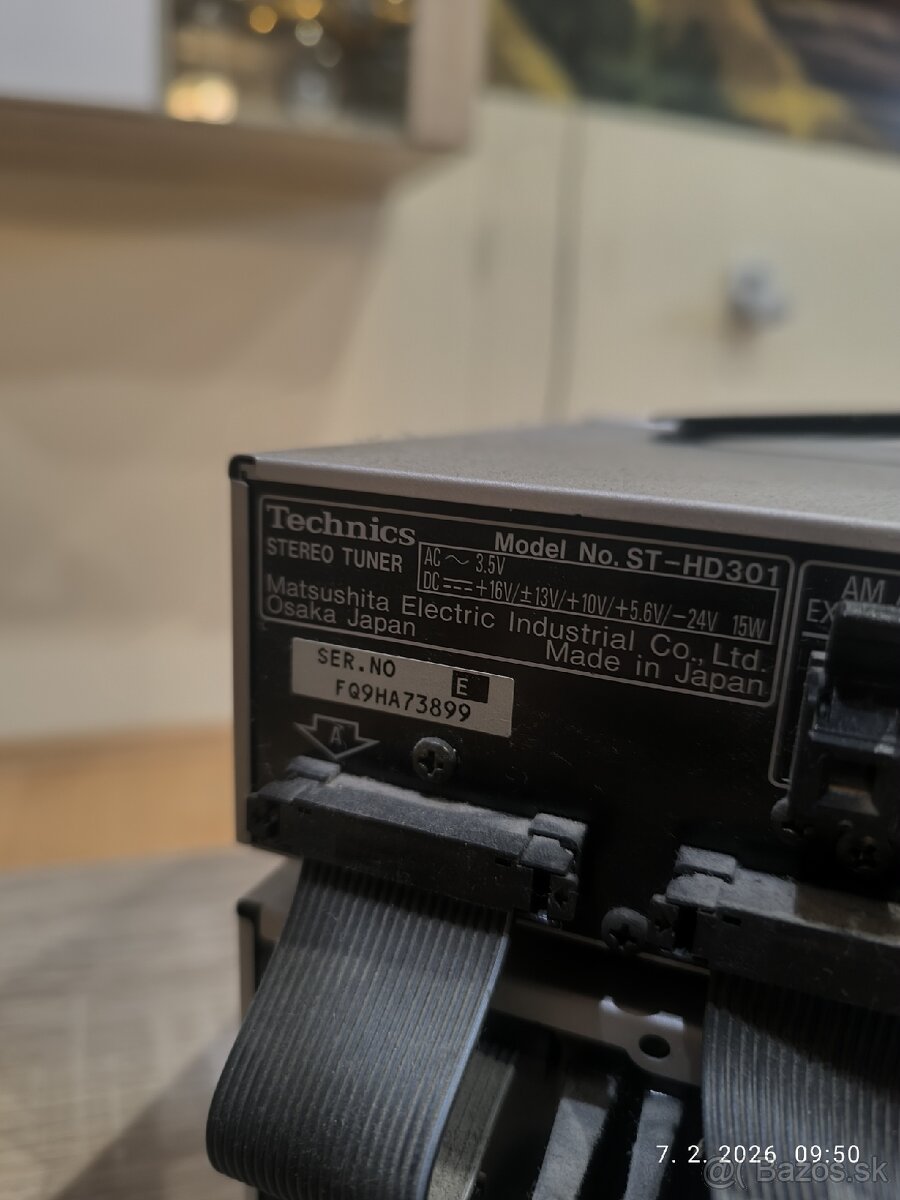 Technics
STEREO TUNER
Model No. ST-HD301
AC ～ 3.5V
DC ⎓ +16V/±13V/+10V/+5.6V/-24V 15W
Matsushita Electric Industrial Co., Ltd.
Osaka Japan
Made in Japan
AM
SER.NO
E
FQ9HA73899
A
7. 2. 2026 09:50
Bazoš.sk